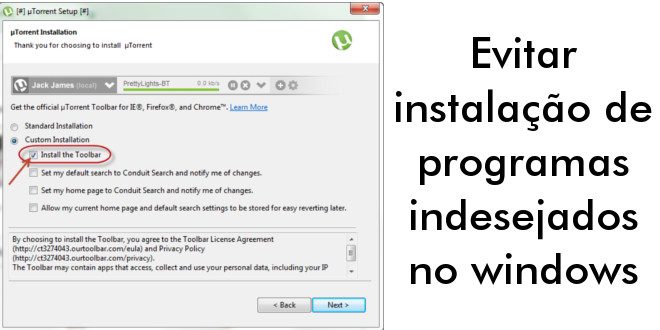 [#] µTorrent Setup [#]
µTorrent Installation
Thank you for choosing to install µTorrent
Jack James (local)
PrettyLights-BT
0.0 kb/s
Get the official µTorrent Toolbar for IE®, Firefox®, and Chrome™. Learn More
Standard Installation
Custom Installation
Install the Toolbar
Set my default search to Conduit Search and notify me of changes.
Set my home page to Conduit Search and notify me of changes.
Allow my current home page and default search settings to be stored for easy reverting later.
By choosing to install the Toolbar, you agree to the Toolbar License Agreement
(http://ct3274043.ourtoolbar.com/eula) and Privacy Policy
(http://ct3274043.ourtoolbar.com/privacy).
The Toolbar may contain apps that access, collect and use your personal data, including your IP
< Back
Next >
Evitar
instalação de
programas
indesejados
no windows